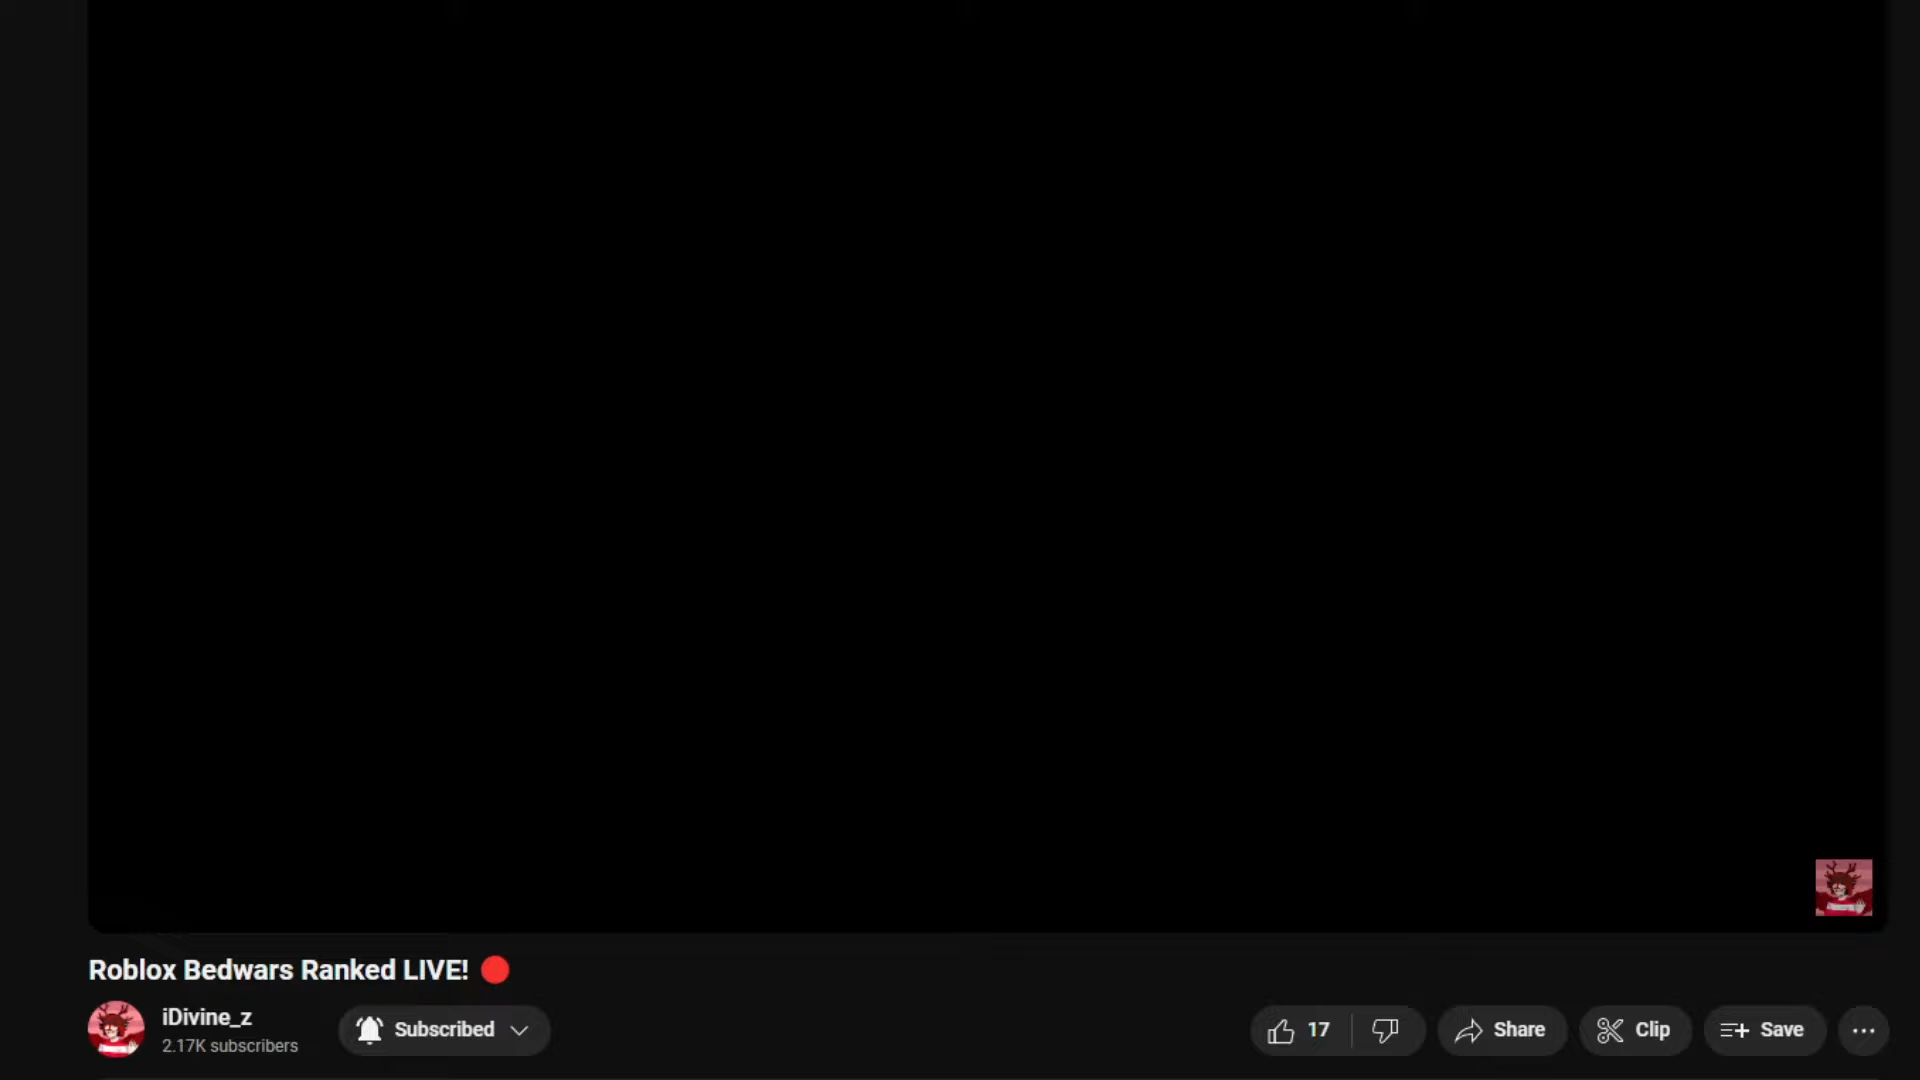 Roblox Bedwars Ranked LIVE! 🔴
iDivine_z
2.17K subscribers
Subscribed
17
Share
Clip
Save